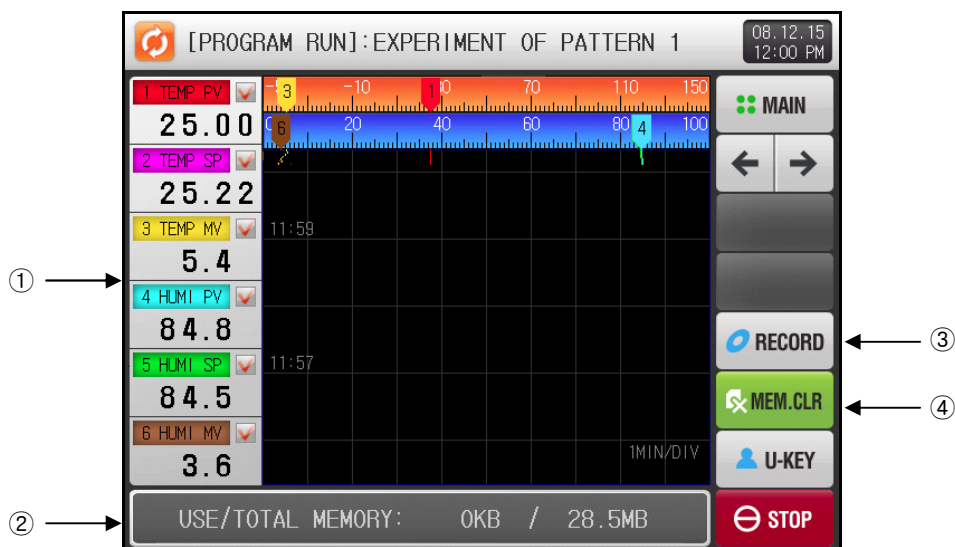 [PROGRAM RUN]:EXPERIMENT OF PATTERN 1
08.12.15
12:00 PM
1 TEMP PV
25.00
2 TEMP SP
25.22
3 TEMP MV
5.4
4 HUMI PV
84.8
5 HUMI SP
84.5
6 HUMI MV
3.6
3 -10 1 70 110 150
6 20 40 60 80 4 100
11:59
11:57
1MIN/DIV
MAIN
RECORD
MEM.CLR
U-KEY
STOP
USE/TOTAL MEMORY: 0KB / 28.5MB
①
②
③
④